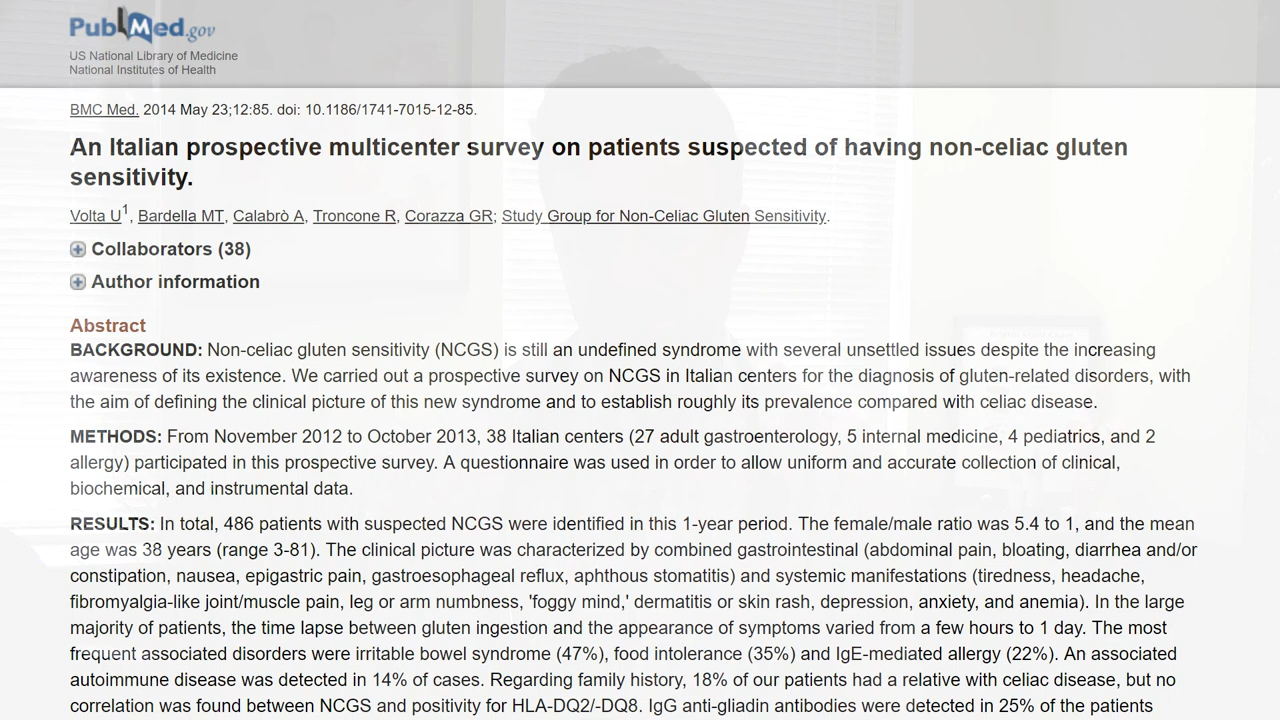 PubMed.gov
US National Library of Medicine
National Institutes of Health
BMC Med. 2014 May 23;12:85. doi: 10.1186/1741-7015-12-85.
An Italian prospective multicenter survey on patients suspected of having non-celiac gluten
sensitivity.
Volta U1, Bardella MT, Calabrò A, Troncone R, Corazza GR; Study Group for Non-Celiac Gluten Sensitivity.
Collaborators (38)
Author information
Abstract
BACKGROUND: Non-celiac gluten sensitivity (NCGS) is still an undefined syndrome with several unsettled issues despite the increasing
awareness of its existence. We carried out a prospective survey on NCGS in Italian centers for the diagnosis of gluten-related disorders, with
the aim of defining the clinical picture of this new syndrome and to establish roughly its prevalence compared with celiac disease.
METHODS: From November 2012 to October 2013, 38 Italian centers (27 adult gastroenterology, 5 internal medicine, 4 pediatrics, and 2
allergy) participated in this prospective survey. A questionnaire was used in order to allow uniform and accurate collection of clinical,
biochemical, and instrumental data.
RESULTS: In total, 486 patients with suspected NCGS were identified in this 1-year period. The female/male ratio was 5.4 to 1, and the mean
age was 38 years (range 3-81). The clinical picture was characterized by combined gastrointestinal (abdominal pain, bloating, diarrhea and/or
constipation, nausea, epigastric pain, gastroesophageal reflux, aphthous stomatitis) and systemic manifestations (tiredness, headache,
fibromyalgia-like joint/muscle pain, leg or arm numbness, 'foggy mind,' dermatitis or skin rash, depression, anxiety, and anemia). In the large
majority of patients, the time lapse between gluten ingestion and the appearance of symptoms varied from a few hours to 1 day. The most
frequent associated disorders were irritable bowel syndrome (47%), food intolerance (35%) and IgE-mediated allergy (22%). An associated
autoimmune disease was detected in 14% of cases. Regarding family history, 18% of our patients had a relative with celiac disease, but no
correlation was found between NCGS and positivity for HLA-DQ2/-DQ8. IgG anti-gliadin antibodies were detected in 25% of the patients